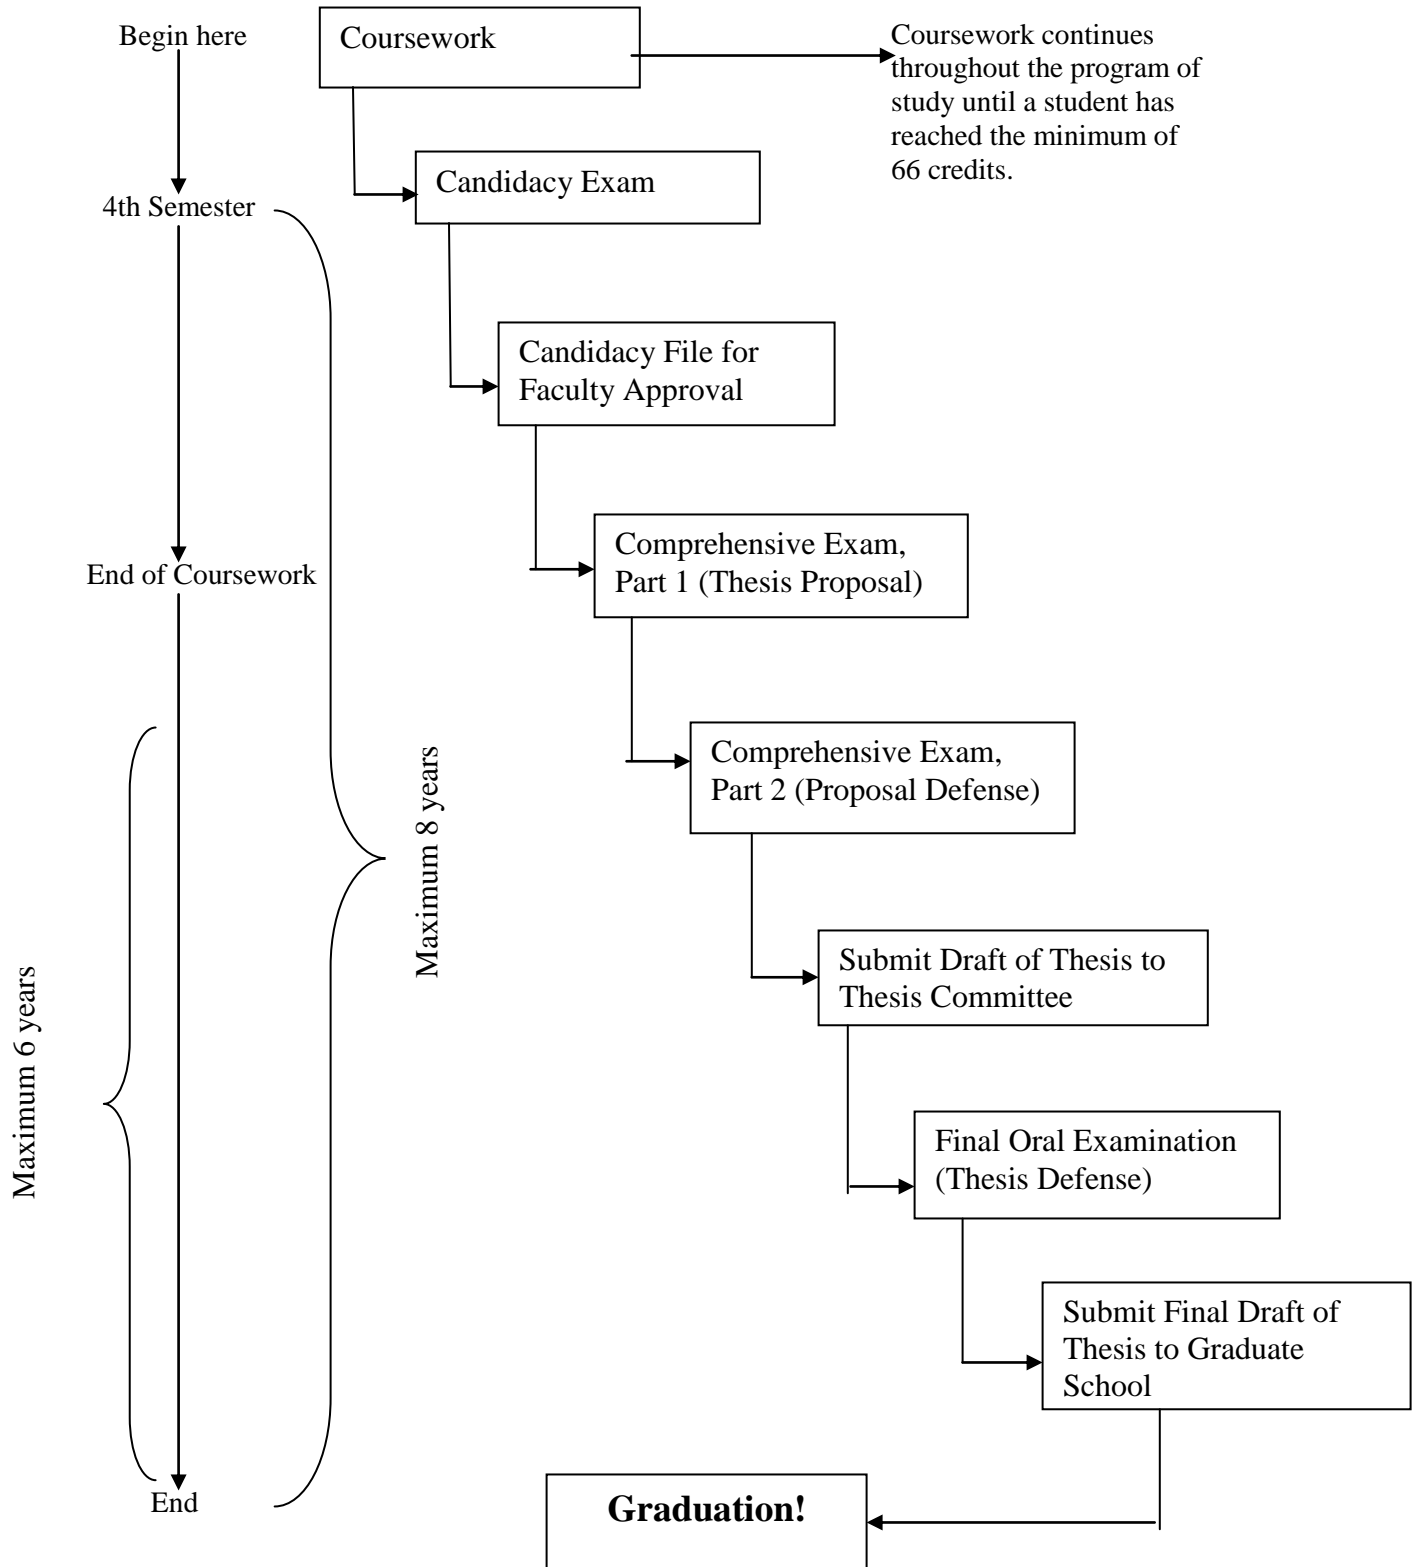 Begin here
Coursework
Coursework continues
throughout the program of
study until a student has
reached the minimum of
66 credits.
Candidacy Exam
4th Semester
Candidacy File for
Faculty Approval
Comprehensive Exam,
Part 1 (Thesis Proposal)
End of Coursework
Comprehensive Exam,
Part 2 (Proposal Defense)
Maximum 8 years
Maximum 6 years
Submit Draft of Thesis to
Thesis Committee
Final Oral Examination
(Thesis Defense)
Submit Final Draft of
Thesis to Graduate
School
End
Graduation!